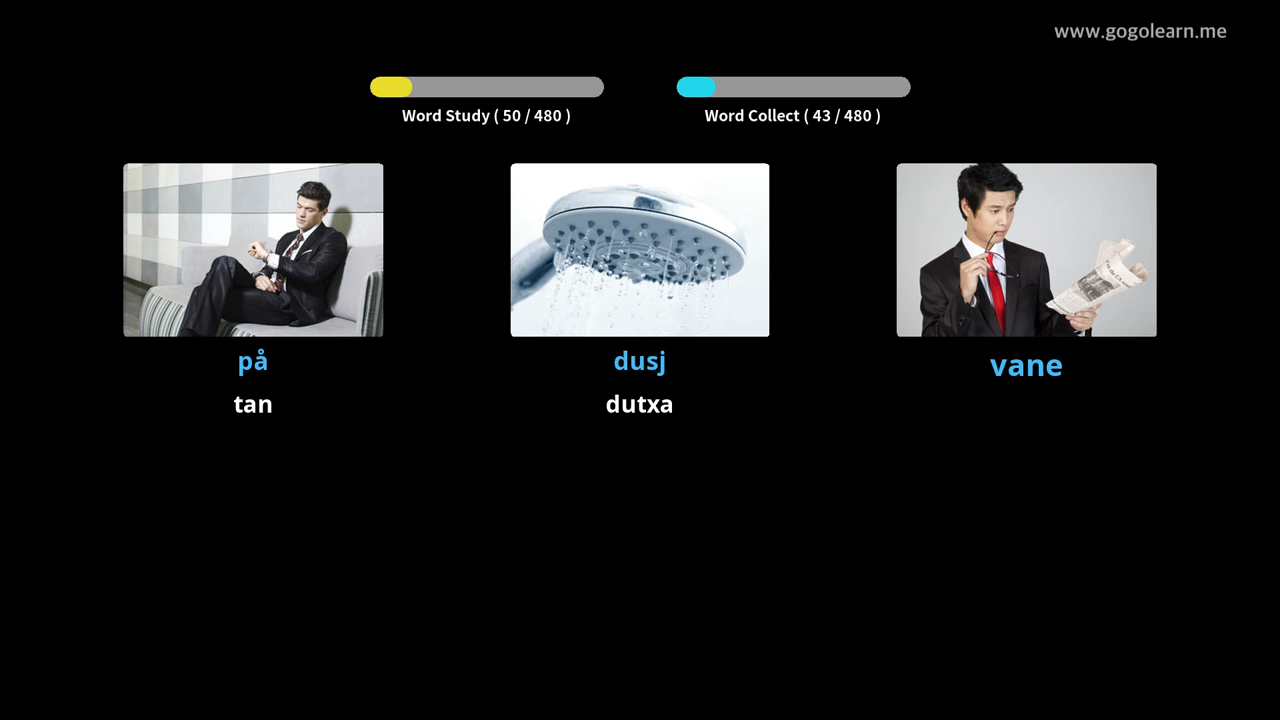 www.gogolearn.me
Word Study ( 50 / 480 )
Word Collect ( 43 / 480 )
på
dusj
vane
tan
dutxa